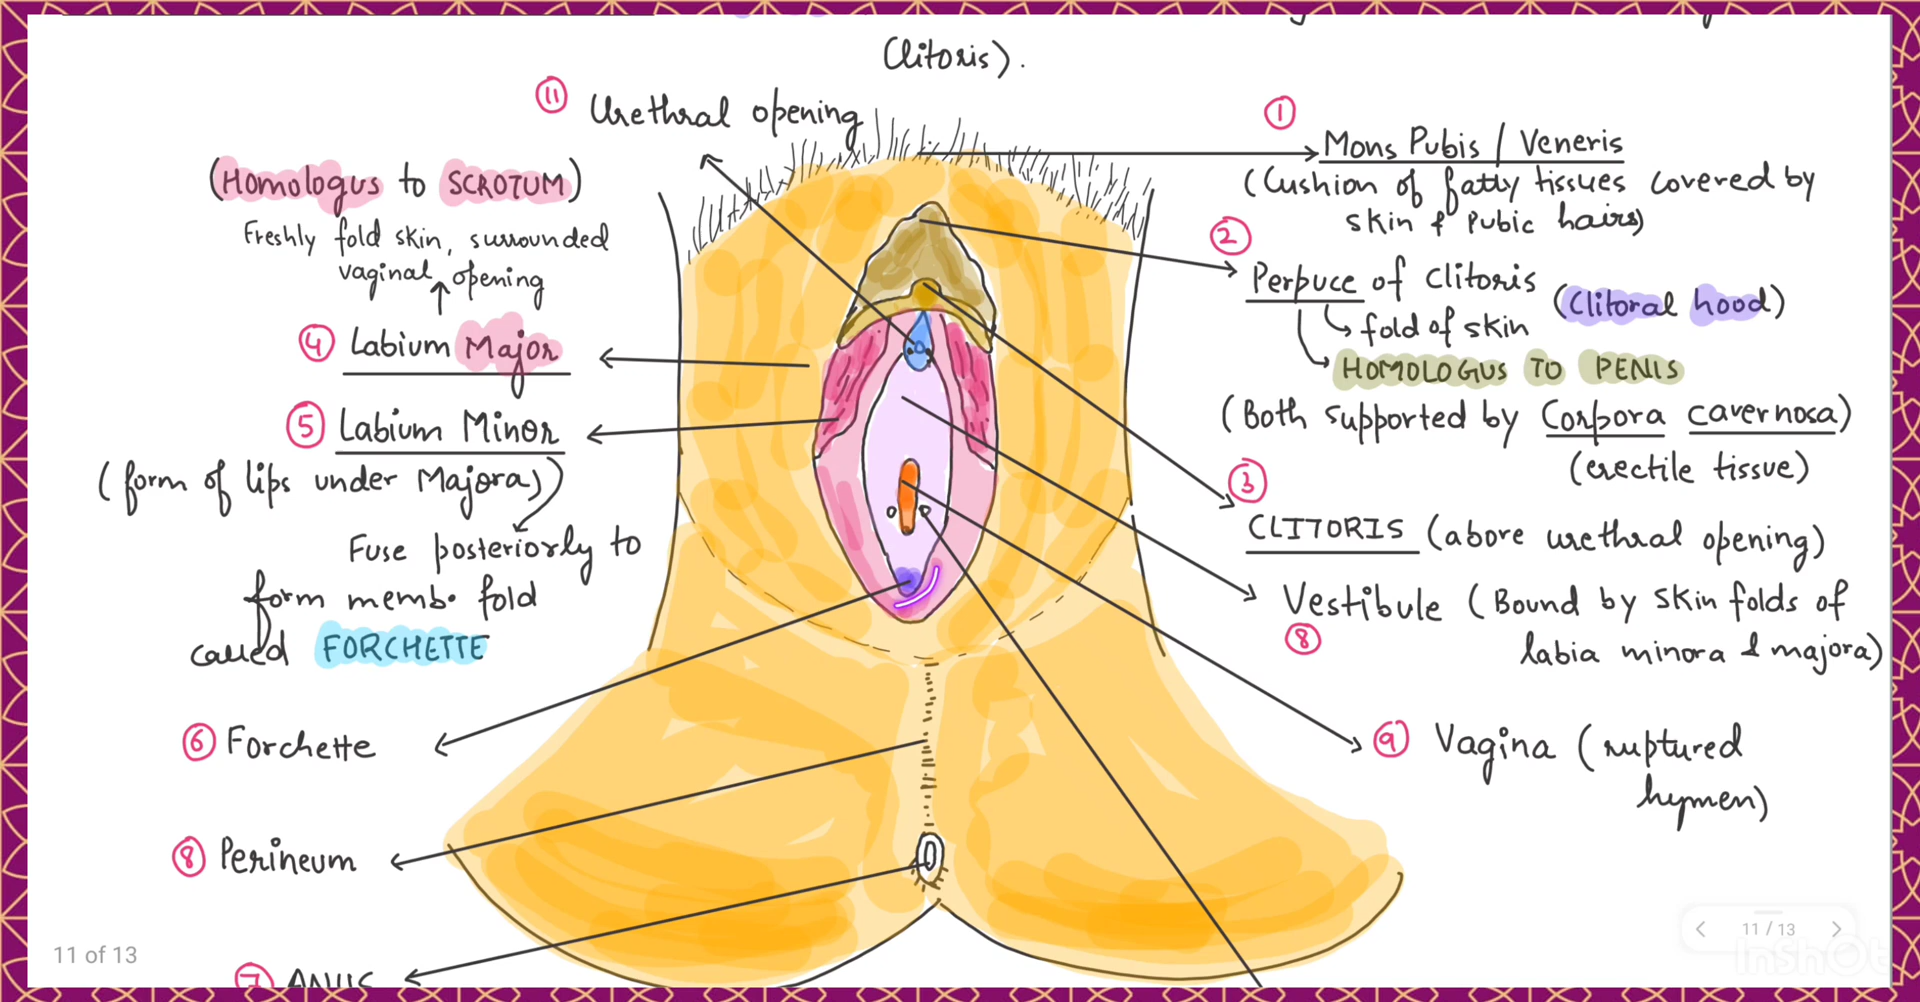 Clitoris).
11 Urethral opening
(Homologus to SCROTUM)
Freshly fold skin, surrounded
vaginal opening
4 Labium Major
5 Labium Minor
(form of lips under Majora)
Fuse posteriorly to
form memb. fold
called FORCHETTE
6 Forchette
8 Perineum
7 ANUS
1
Mons Pubis / Veneris
(Cushion of fatty tissues covered by
skin & Pubic hairs)
2
Perpuce of Clitoris
(Clitoral hood)
fold of skin
HOMOLOGUS TO PENIS
(Both supported by Corpora cavernosa)
(erectile tissue)
3
CLITORIS (above urethral opening)
Vestibule (Bound by skin folds of
8 labia minora & majora)
9 Vagina (ruptured
hymen)
11 of 13
11 / 13
InShOt